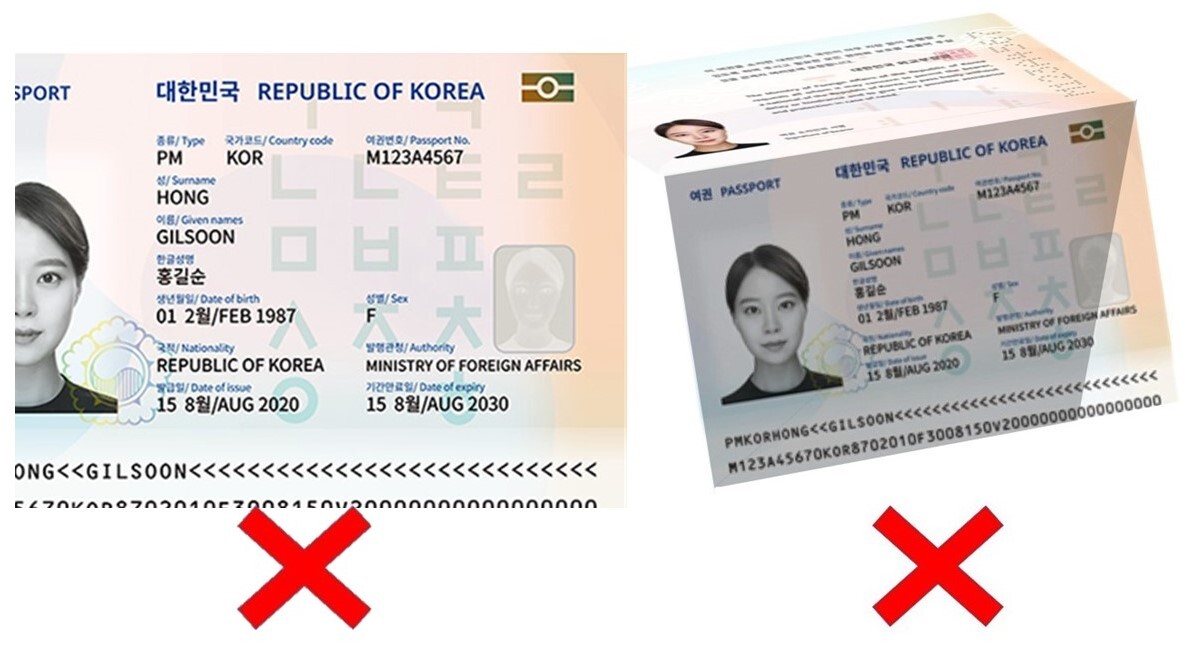 SPORT
대한민국 REPUBLIC OF KOREA
종류/ Type 국가코드/ Country code 여권번호/ Passport No.
PM KOR M123A4567
성/ Surname
HONG
이름/ Given names
GILSOON
한글성명
홍길순
생년월일/ Date of birth 성별/ Sex
01 2월/FEB 1987 F
국적/ Nationality 발행관청/ Authority
REPUBLIC OF KOREA MINISTRY OF FOREIGN AFFAIRS
발급일/ Date of issue 기간만료일/ Date of expiry
15 8월/AUG 2020 15 8월/AUG 2030
ONG<<GILSOON<<<<<<<<<<<<<<<<<<<<<<<<<<<<<<
5670KOR8702010F3008150V20000000000000000
여권 PASSPORT 대한민국 REPUBLIC OF KOREA
종류/ Type 국가코드/ Country code 여권번호/ Passport No.
PM KOR M123A4567
성/ Surname
HONG
이름/ Given names
GILSOON
한글성명
홍길순
생년월일/ Date of birth 성별/ Sex
01 2월/FEB 1987 F
국적/ Nationality 발행관청/ Authority
REPUBLIC OF KOREA MINISTRY OF FOREIGN AFFAIRS
발급일/ Date of issue 기간만료일/ Date of expiry
15 8월/AUG 2020 15 8월/AUG 2030
PMKORHONG<<GILSOON<<<<<<<<<<<<<<<<<<<<<<<<<<
M123A45670KOR8702010F3008150V20000000000000000